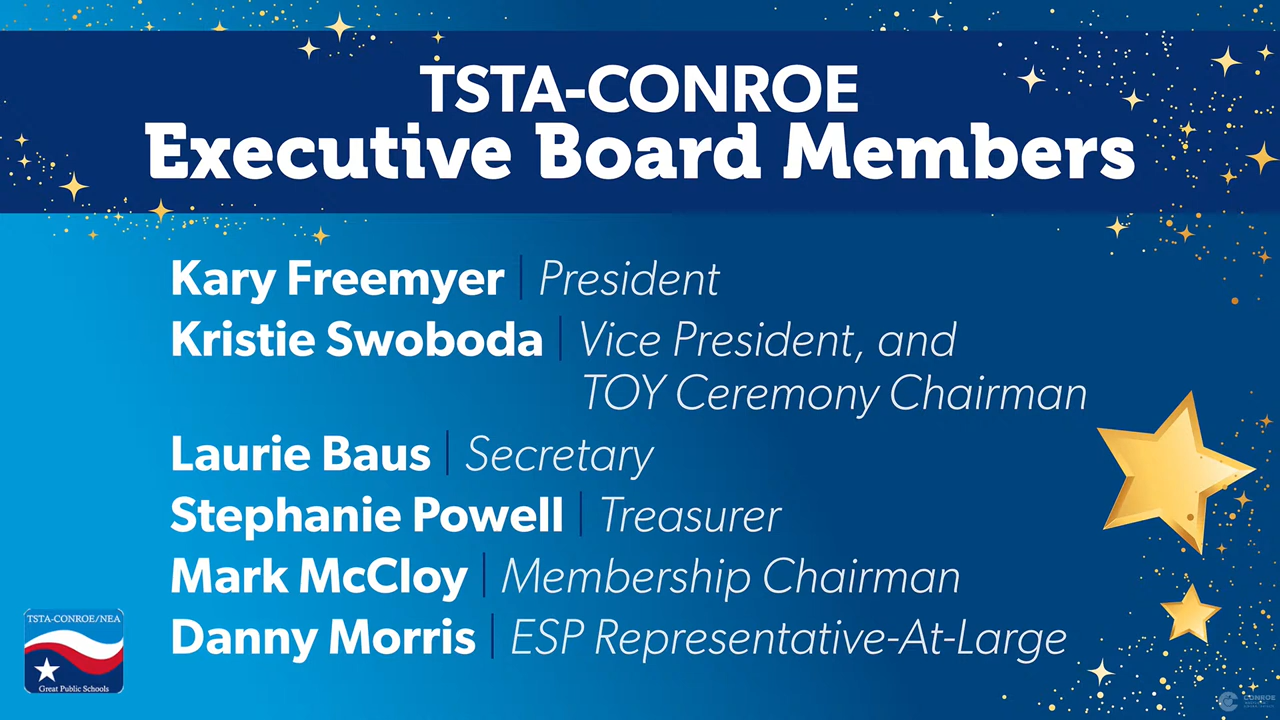 TSTA-CONROE
Executive Board Members
Kary Freemyer | President
Kristie Swoboda | Vice President, and
TOY Ceremony Chairman
Laurie Baus | Secretary
Stephanie Powell | Treasurer
Mark McCloy | Membership Chairman
Danny Morris | ESP Representative-At-Large
TSTA-CONROE/NEA
Great Public Schools
CONROE